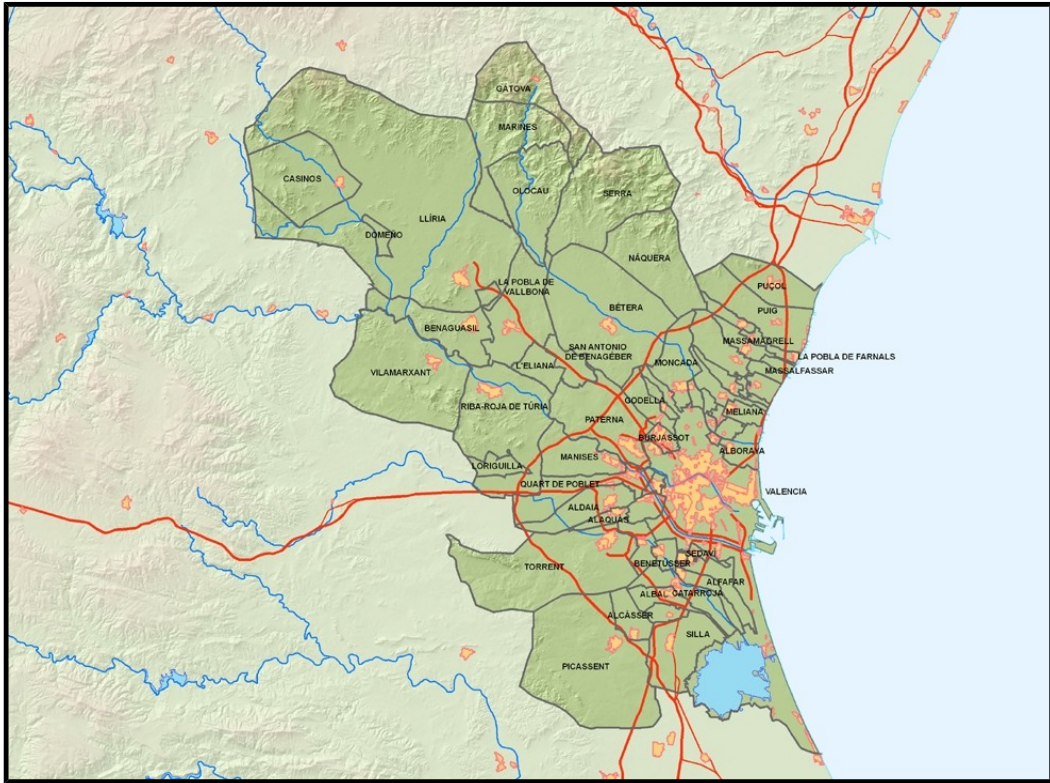 GÁTOVA
MARINES
CASINOS
OLOCAU
SERRA
LLÍRIA
DOMEÑO
NÁQUERA
LA POBLA DE
VALLBONA
PUÇOL
BÉTERA
PUIG
BENAGUASIL
MASSAMAGRELL
SAN ANTONIO
DE BENAGÉBER
LA POBLA DE FARNALS
MONCADA
L'ELIANA
MASSALFASSAR
VILAMARXANT
GODELLA
RIBA-ROJA DE TÚRIA
MELIANA
PATERNA
BURJASSOT
ALBORAYA
MANISES
LORIGUILLA
QUART DE POBLET
VALENCIA
ALDAIA
ALAQUÀS
SEDAVÍ
BENETÚSSER
TORRENT
ALFAFAR
ALBAL
CATARROJA
ALCÀSSER
SILLA
PICASSENT